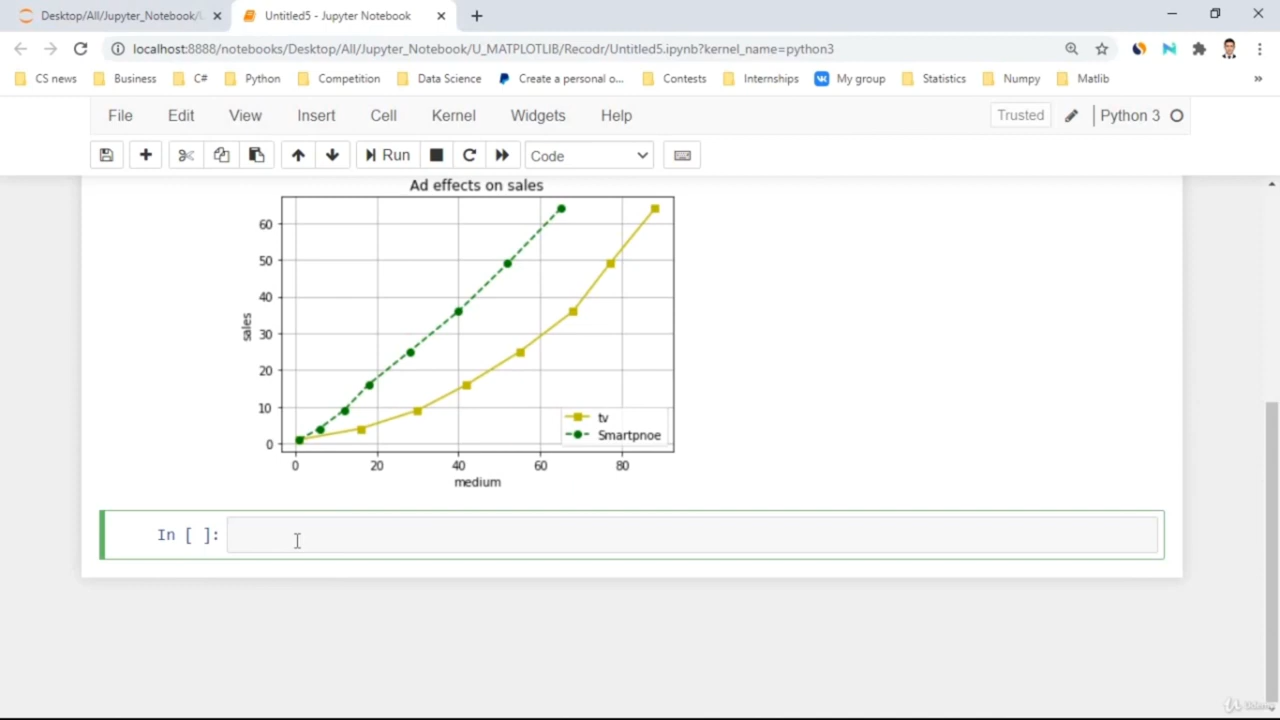 Desktop/All/Jupyter_Notebook/
Untitled5 - Jupyter Notebook
localhost:8888/notebooks/Desktop/All/Jupyter_Notebook/U_MATPLOTLIB/Recodr/Untitled5.ipynb?kernel_name=python3
CS news Business C# Python Competition Data Science Create a personal o... Contests Internships My group Statistics Numpy Matlib »
File Edit View Insert Cell Kernel Widgets Help Trusted Python 3
Run Code
Ad effects on sales
60
50
40
30
20
10
0
sales
tv
Smartpnoe
0 20 40 60 80
medium
In [ ]:
Udemy